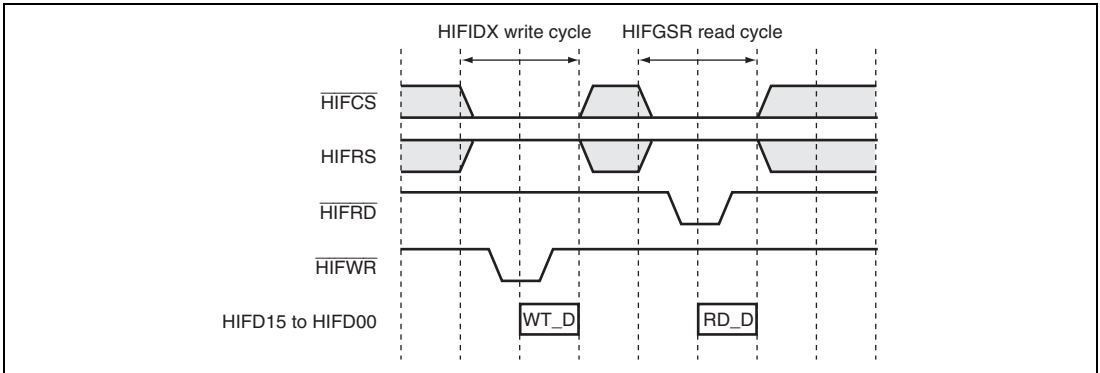 HIFIDX write cycle HIFGSR read cycle
HIFCS
HIFRS
HIFRD
HIFWR
HIFD15 to HIFD00 WT_D RD_D